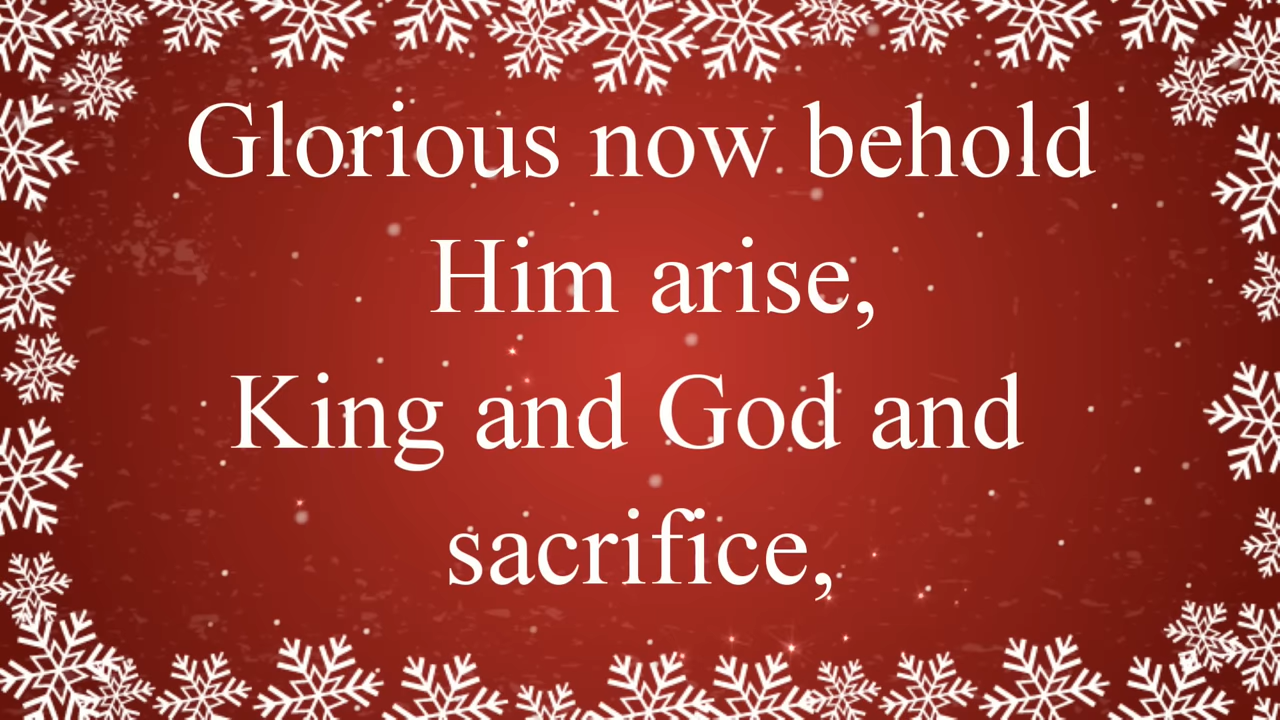 Glorious now behold
Him arise,
King and God and
sacrifice,